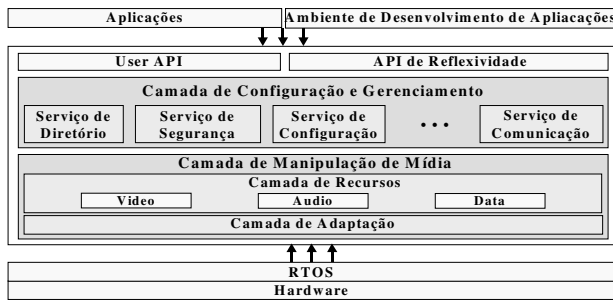 Aplicações
Ambiente de Desenvolvimento de Apliacações
User API
API de Reflexividade
Camada de Configuração e Gerenciamento
Serviço de
Diretório
Serviço de
Segurança
Serviço de
Configuração
...
Serviço de
Comunicação
Camada de Manipulação de Mídia
Camada de Recursos
Video
Audio
Data
Camada de Adaptação
RTOS
Hardware